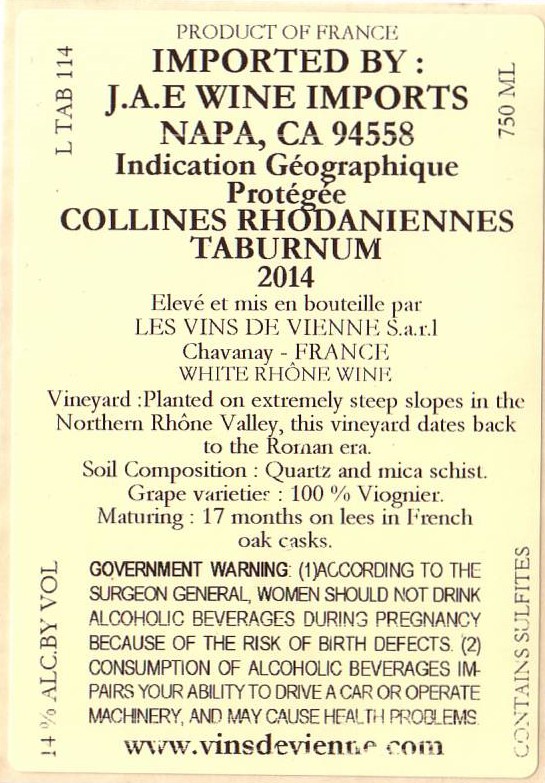 PRODUCT OF FRANCE
IMPORTED BY :
J.A.E WINE IMPORTS
NAPA, CA 94558
Indication Géographique
Protégée
COLLINES RHODANIENNES
TABURNUM
2014
Elevé et mis en bouteille par
LES VINS DE VIENNE S.a.r.l
Chavanay - FRANCE
WHITE RHÔNE WINE
Vineyard :Planted on extremely steep slopes in the
Northern Rhône Valley, this vineyard dates back
to the Roman era.
Soil Composition : Quartz and mica schist.
Grape varieties : 100 % Viognier.
Maturing : 17 months on lees in French
oak casks.
GOVERNMENT WARNING: (1)ACCORDING TO THE
SURGEON GENERAL, WOMEN SHOULD NOT DRINK
ALCOHOLIC BEVERAGES DURING PREGNANCY
BECAUSE OF THE RISK OF BIRTH DEFECTS. (2)
CONSUMPTION OF ALCOHOLIC BEVERAGES IM-
PAIRS YOUR ABILITY TO DRIVE A CAR OR OPERATE
MACHINERY, AND MAY CAUSE HEALTH PROBLEMS.
www.vinsdevienne.com
L TAB 114
750 ML
14 % ALC.BY VOL
CONTAINS SULFITES